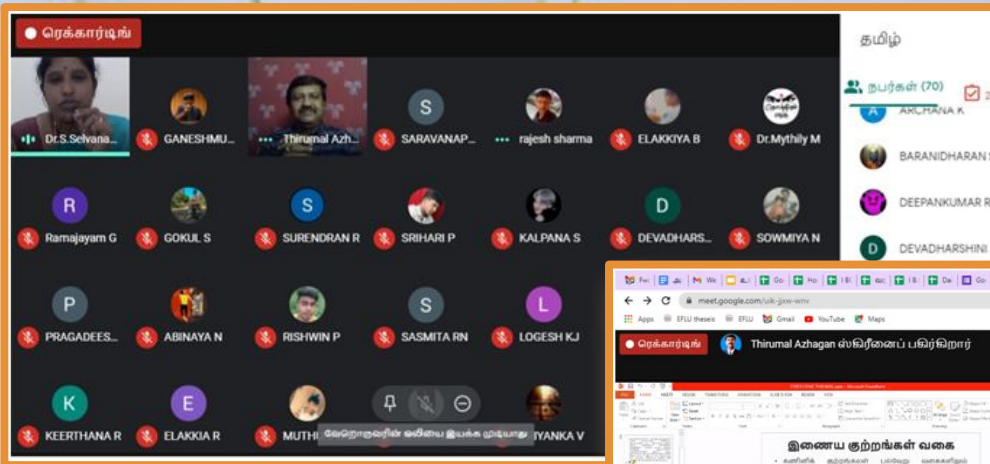 ரெக்கார்டிங்
Dr.S.Selvana...
GANESHMU...
Thirumal Azh...
S
SARAVANAP...
rajesh sharma
ELAKKIYA B
Dr.Mythily M
R
Ramajayam G
GOKUL S
S
SURENDRAN R
SRIHARI P
KALPANA S
D
DEVADHARS...
SOWMIYA N
P
PRAGADEES...
ABINAYA N
RISHWIN P
S
SASMITA RN
L
LOGESH KJ
K
KEERTHANA R
E
ELAKKIA R
MUTHI
வேறொருவரின் ஒலியை இயக்க முடியாது
IYANKA V
தமிழ்
நபர்கள் (70)
2
A
ARCHANA K
BARANIDHARAN
DEEPANKUMAR R
D
DEVADHARSHINI
meet.google.com/uik-jjxw-wnv
Apps EFLU thesis EFLU Gmail YouTube Maps
ரெக்கார்டிங்
Thirumal Azhagan ஸ்கிரீனைப் பகிர்கிறார்
இணைய குற்றங்கள் வகை